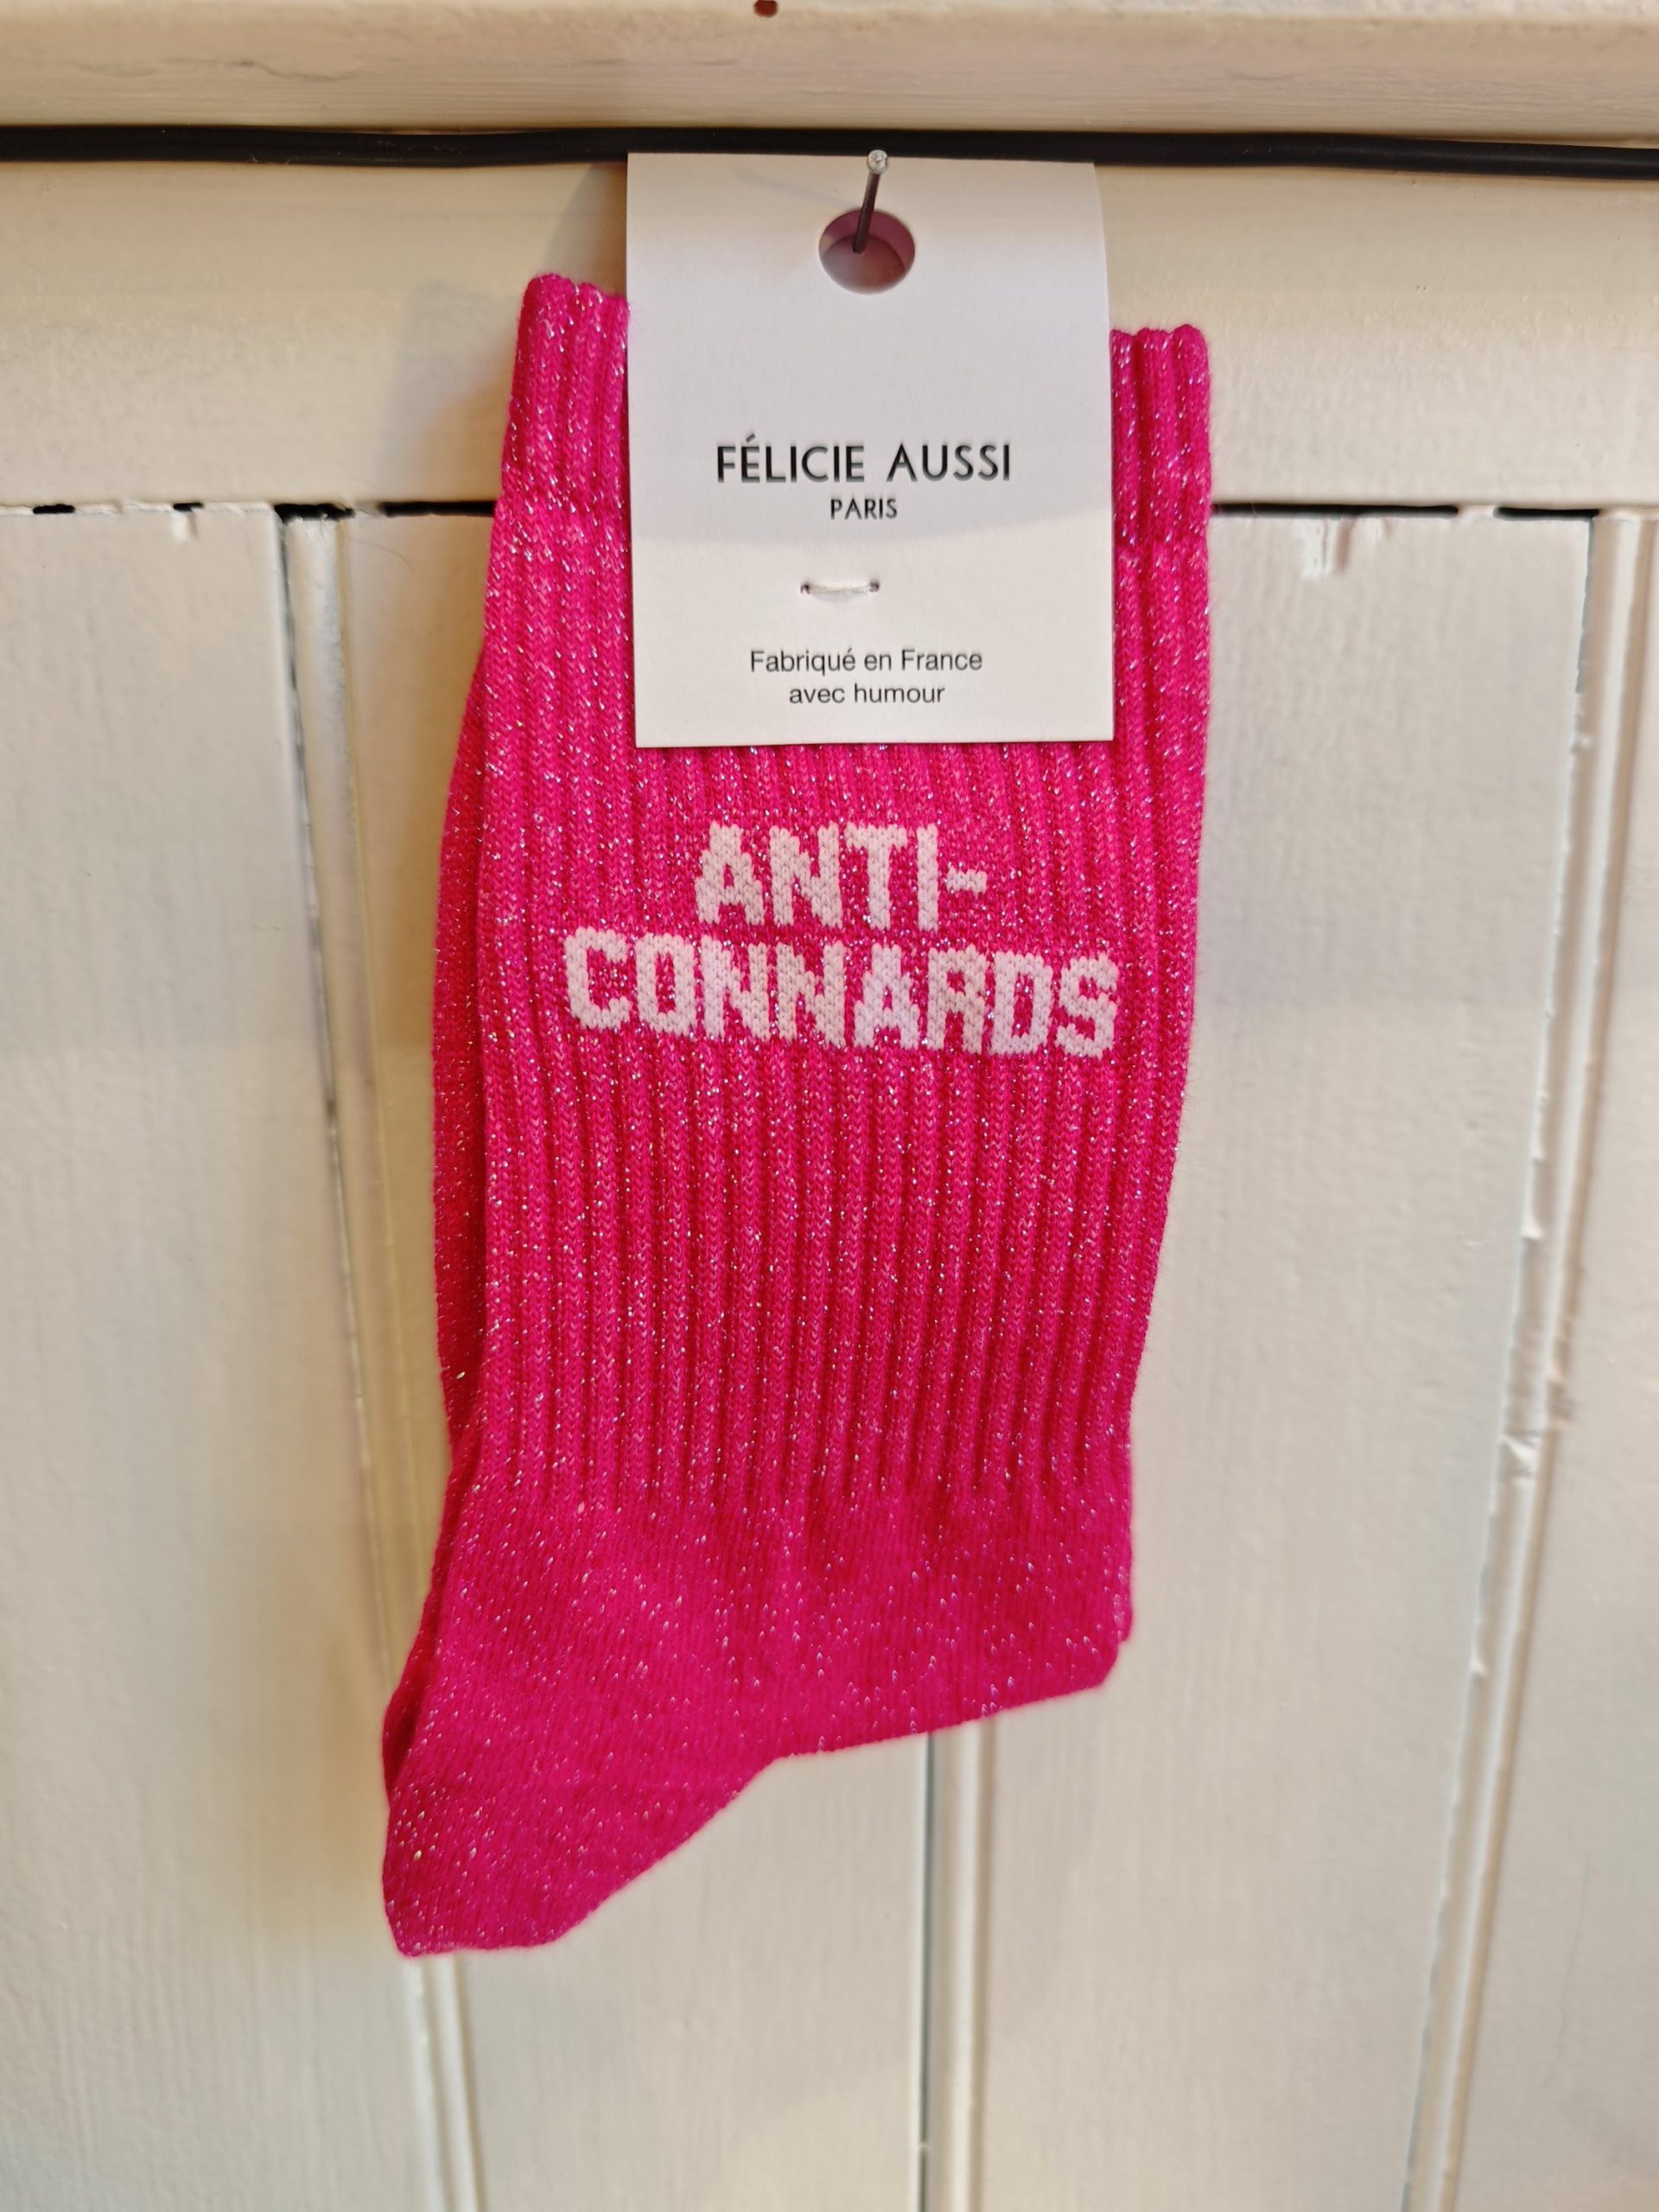 FÉLICIE AUSSI
PARIS
Fabriqué en France
avec humour
ANTI-
CONNARDS